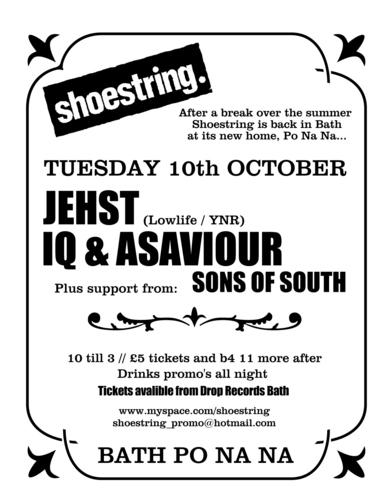 shoestring.
After a break over the summer
Shoestring is back in Bath
at its new home, Po Na Na...
TUESDAY 10th OCTOBER
JEHST (Lowlife / YNR)
IQ & ASAVIOUR
Plus support from: SONS OF SOUTH
10 till 3 // £5 tickets and b4 11 more after
Drinks promo's all night
Tickets avalible from Drop Records Bath
www.myspace.com/shoestring
shoestring_promo@hotmail.com
BATH PO NA NA